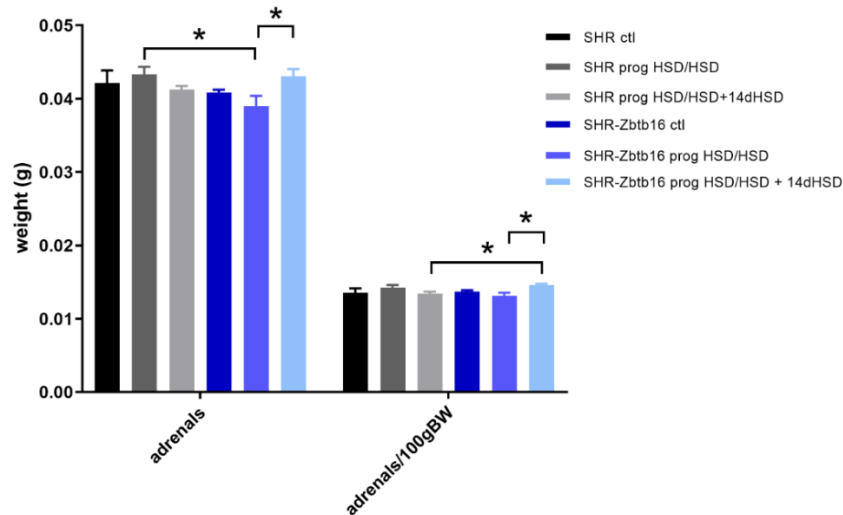 0.05
0.04
0.03
0.02
0.01
0.00
weight (g)
*
*
*
*
adrenals
adrenals/100gBW
SHR ctl
SHR prog HSD/HSD
SHR prog HSD/HSD+14dHSD
SHR-Zbtb16 ctl
SHR-Zbtb16 prog HSD/HSD
SHR-Zbtb16 prog HSD/HSD + 14dHSD